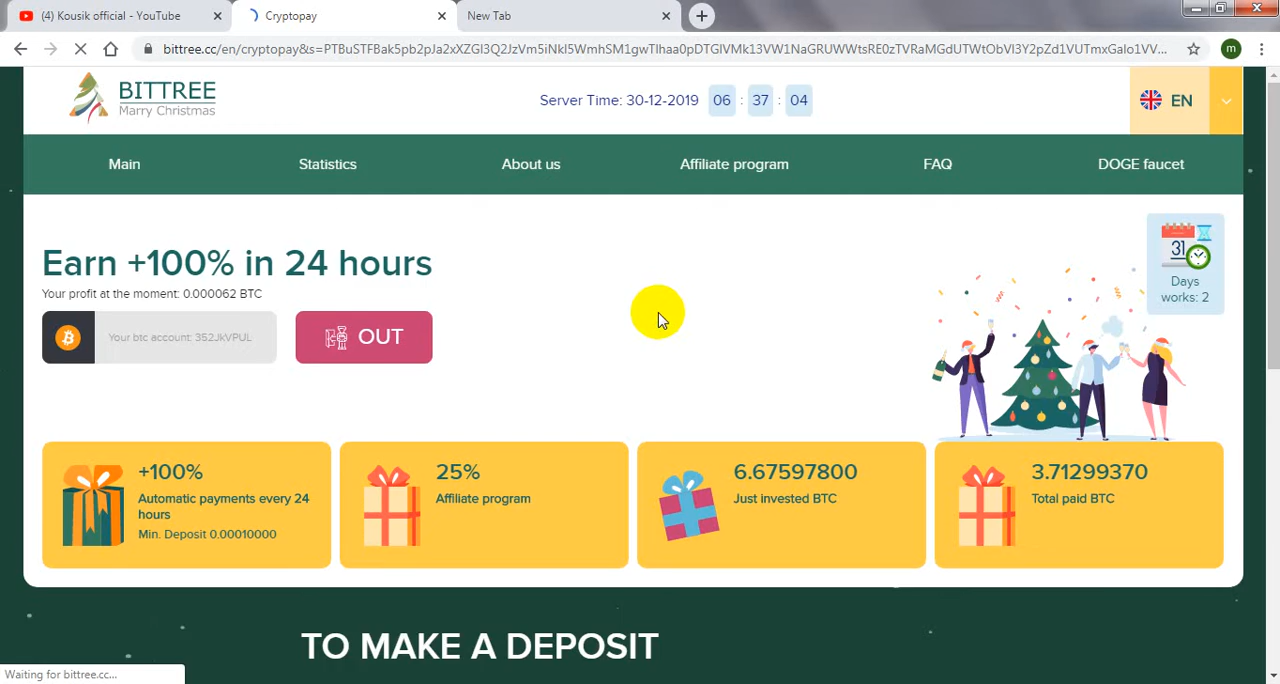 (4) Kousik official - YouTube
Cryptopay
New Tab
bittree.cc/en/cryptopay&s=PTBuSTFBak5pb2pJa2xXZGl3Q2JzVm5iNkl5WmhSM1gwTlhaa0pDTGlVMk13VW1NaGRUWWtsRE0zTVRaMGdUTWtObVl3Y2pZd1VUTmxGalo1VV...
m
BITTREE
Marry Christmas
Server Time: 30-12-2019 06 : 37 : 04
EN
Main
Statistics
About us
Affiliate program
FAQ
DOGE faucet
Earn +100% in 24 hours
Your profit at the moment: 0.000062 BTC
Your btc account: 352JkVPUL
OUT
31
Days
works: 2
+100%
Automatic payments every 24
hours
Min. Deposit 0.00010000
25%
Affiliate program
6.67597800
Just invested BTC
3.71299370
Total paid BTC
TO MAKE A DEPOSIT
Waiting for bittree.cc...